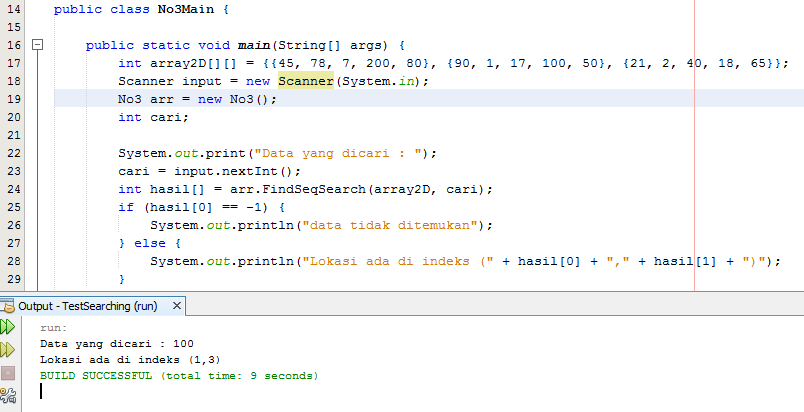 14 public class No3Main {
15
16 public static void main(String[] args) {
17 int array2D[][] = {{45, 78, 7, 200, 80}, {90, 1, 17, 100, 50}, {21, 2, 40, 18, 65}};
18 Scanner input = new Scanner(System.in);
19 No3 arr = new No3();
20 int cari;
21
22 System.out.print("Data yang dicari : ");
23 cari = input.nextInt();
24 int hasil[] = arr.FindSeqSearch(array2D, cari);
25 if (hasil[0] == -1) {
26 System.out.println("data tidak ditemukan");
27 } else {
28 System.out.println("Lokasi ada di indeks (" + hasil[0] + "," + hasil[1] + ")");
29 }
Output - TestSearching (run)
run:
Data yang dicari : 100
Lokasi ada di indeks (1,3)
BUILD SUCCESSFUL (total time: 9 seconds)